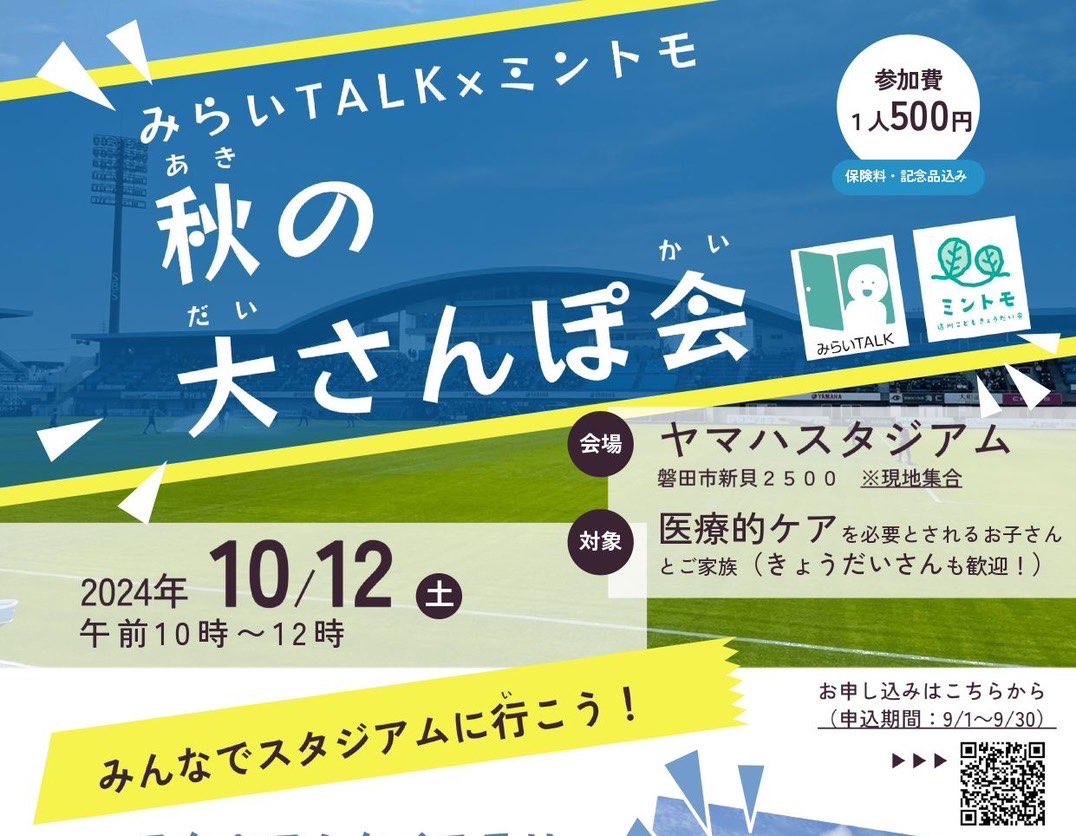 みらいTALK×ミントモ
あき
秋の
だい かい
大さんぽ会
参加費
1人500円
保険料・記念品込み
みらいTALK
ミントモ
遠州こどもきょうだい会
YAMAHA
会場
ヤマハスタジアム
磐田市新貝2500 ※現地集合
対象
医療的ケアを必要とされるお子さん
とご家族（きょうだいさんも歓迎！）
2024年 10/12 土
午前10時～12時
い
みんなでスタジアムに行こう！
お申し込みはこちらから
（申込期間：9/1～9/30）
▶▶▶